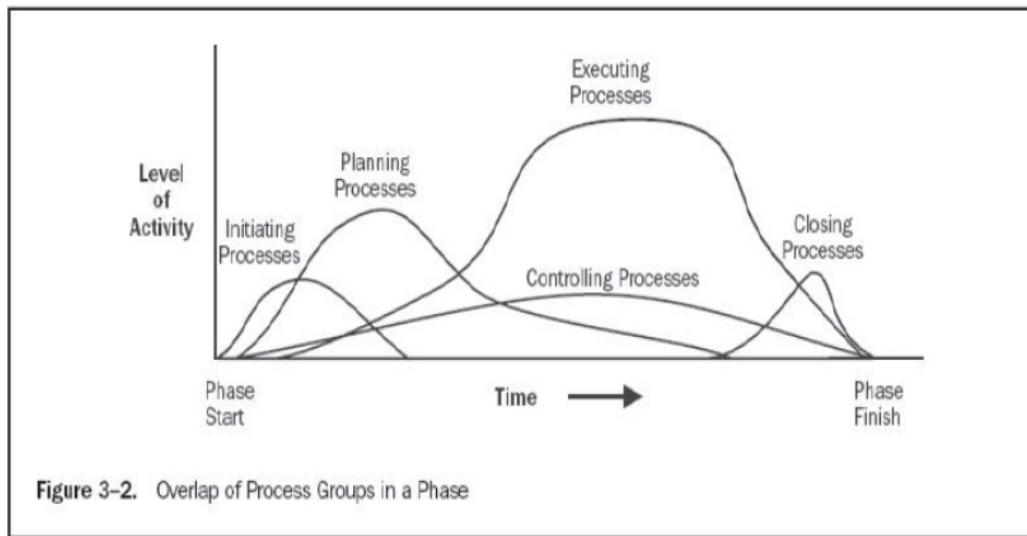 Executing
Processes
Planning
Processes
Level
of
Activity
Initiating
Processes
Closing
Processes
Controlling Processes
Phase
Start
Time
Phase
Finish
Figure 3–2. Overlap of Process Groups in a Phase